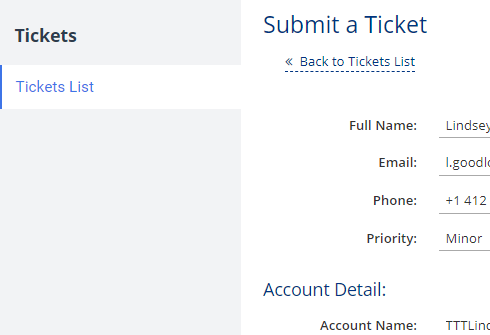 Tickets
Tickets List
Submit a Ticket
« Back to Tickets List
Full Name: Lindsey
Email: l.goodl
Phone: +1 412
Priority: Minor
Account Detail:
Account Name: TTTLind